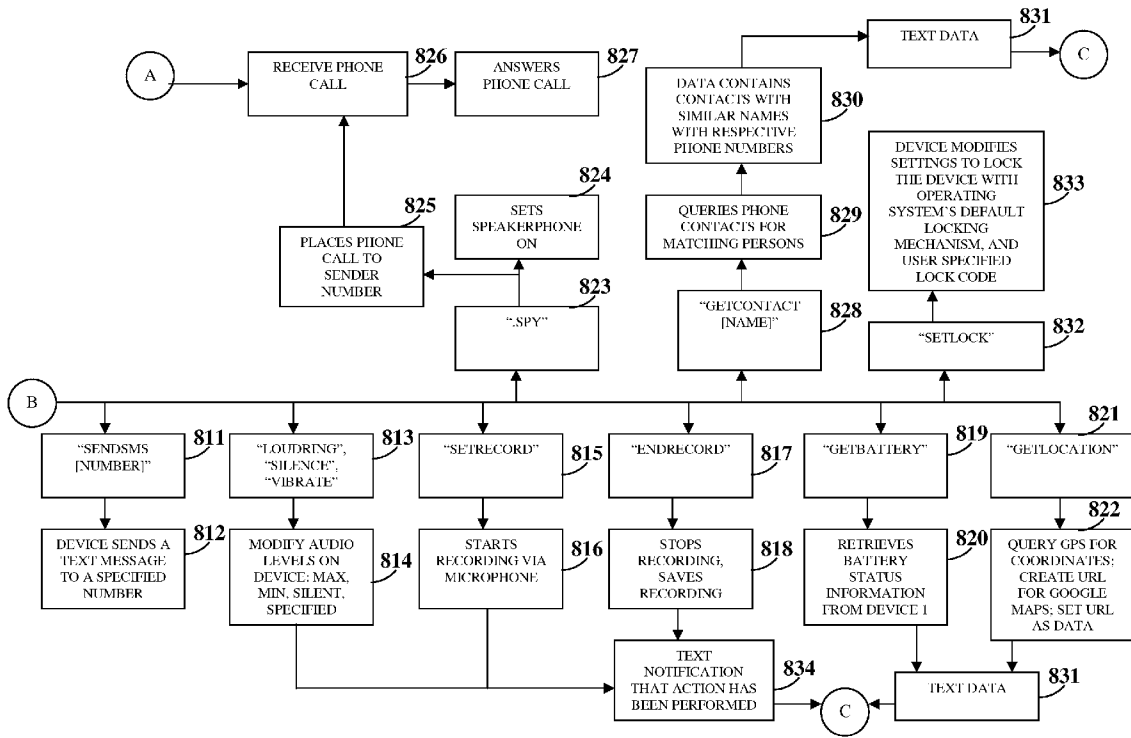 A
RECEIVE PHONE
CALL
826
ANSWERS
PHONE CALL
827
TEXT DATA
831
C
DATA CONTAINS
CONTACTS WITH
SIMILAR NAMES
WITH RESPECTIVE
PHONE NUMBERS
830
DEVICE MODIFIES
SETTINGS TO LOCK
THE DEVICE WITH
OPERATING
SYSTEM'S DEFAULT
LOCKING
MECHANISM, AND
USER SPECIFIED
LOCK CODE
833
824
SETS
SPEAKERPHONE
ON
825
PLACES PHONE
CALL TO
SENDER
NUMBER
QUERIES PHONE
CONTACTS FOR
MATCHING PERSONS
829
823
“.SPY”
“GETCONTACT
[NAME]”
828
“SETLOCK”
832
B
“SENDSMS
[NUMBER]”
811
“LOUDRING”,
“SILENCE”,
“VIBRATE”
813
“SETRECORD”
815
“ENDRECORD”
817
“GETBATTERY”
819
821
“GETLOCATION”
DEVICE SENDS A
TEXT MESSAGE
TO A SPECIFIED
NUMBER
812
MODIFY AUDIO
LEVELS ON
DEVICE: MAX,
MIN, SILENT,
SPECIFIED
814
STARTS
RECORDING VIA
MICROPHONE
816
STOPS
RECORDING,
SAVES
RECORDING
818
RETRIEVES
BATTERY
STATUS
INFORMATION
FROM DEVICE 1
820
822
QUERY GPS FOR
COORDINATES;
CREATE URL
FOR GOOGLE
MAPS; SET URL
AS DATA
TEXT
NOTIFICATION
THAT ACTION HAS
BEEN PERFORMED
834
C
TEXT DATA
831